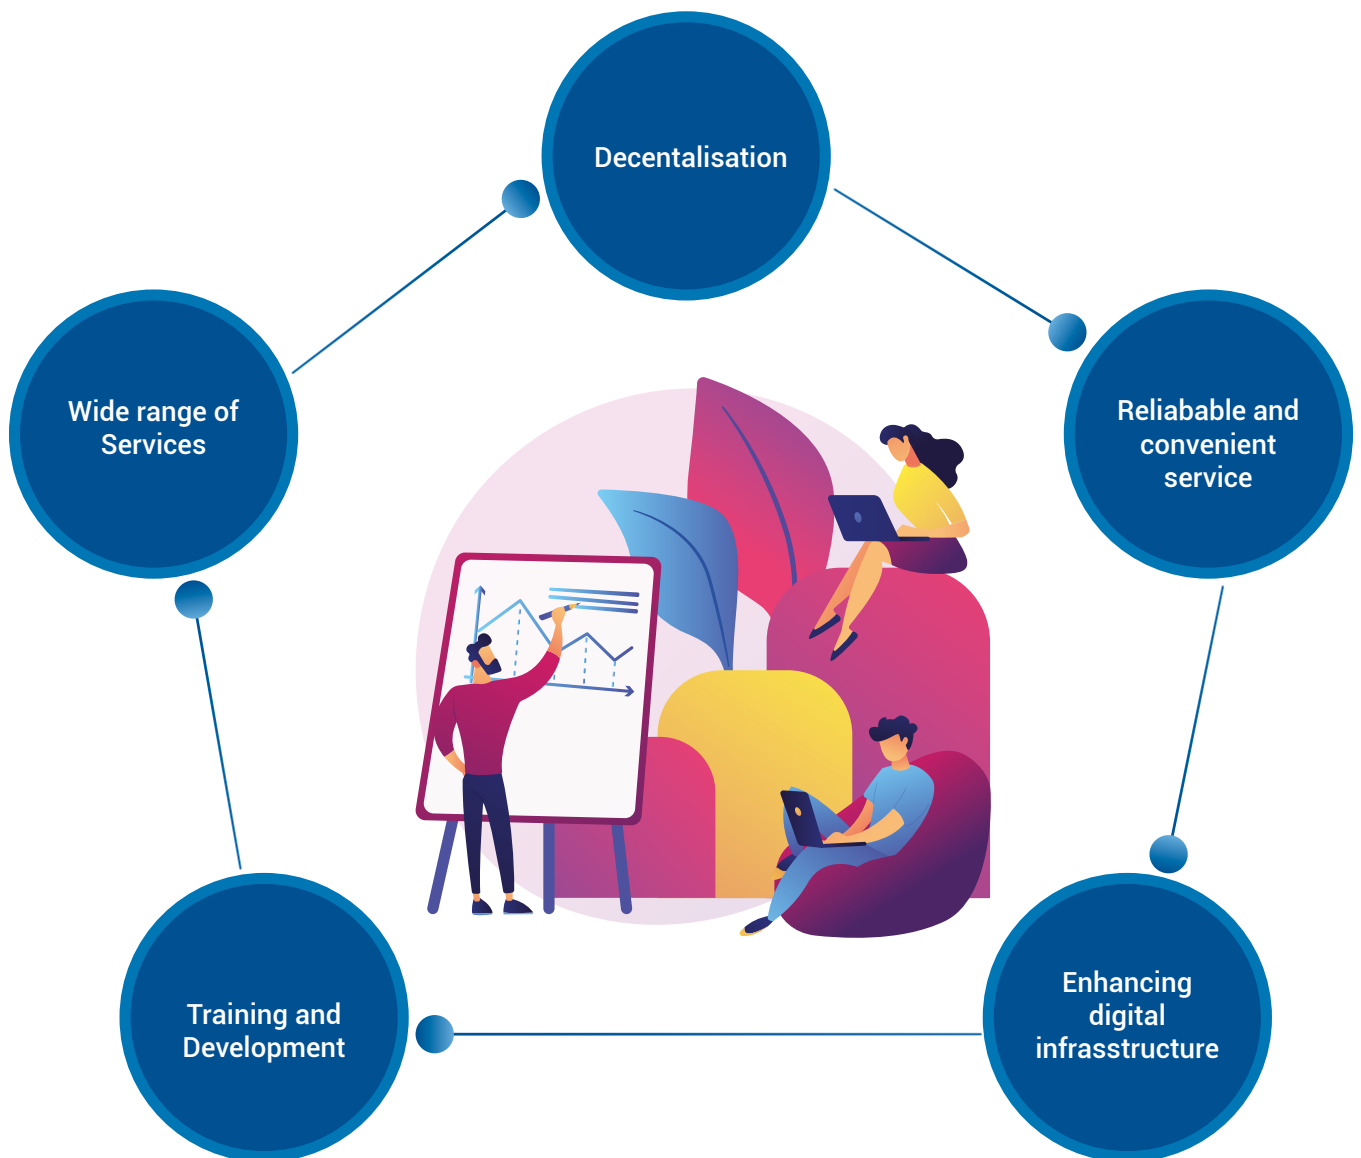 Decentalisation
Wide range of
Services
Reliabable and
convenient
service
Training and
Development
Enhancing
digital
infrasstructure